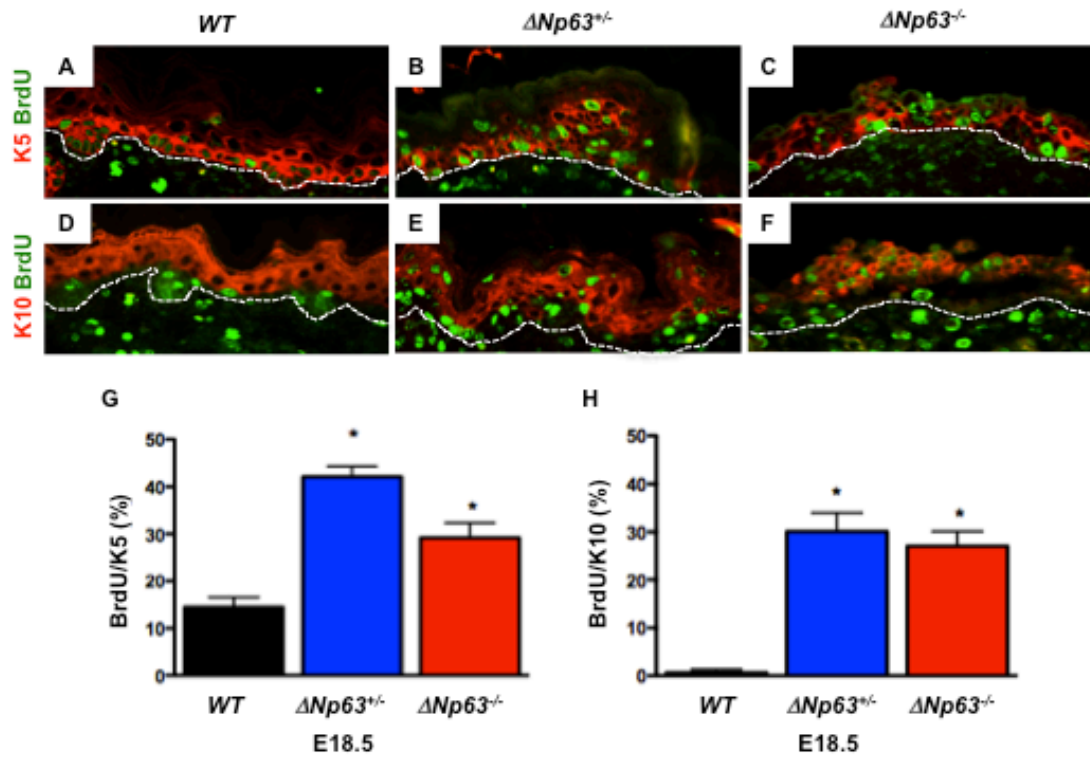 WT ΔNp63+/- ΔNp63-/-
K5 BrdU
A B C
K10 BrdU
D E F
G
BrdU/K5 (%)
50
40
30
20
10
0
* *
WT ΔNp63+/- ΔNp63-/-
E18.5
H
BrdU/K10 (%)
50
40
30
20
10
0
* *
WT ΔNp63+/- ΔNp63-/-
E18.5